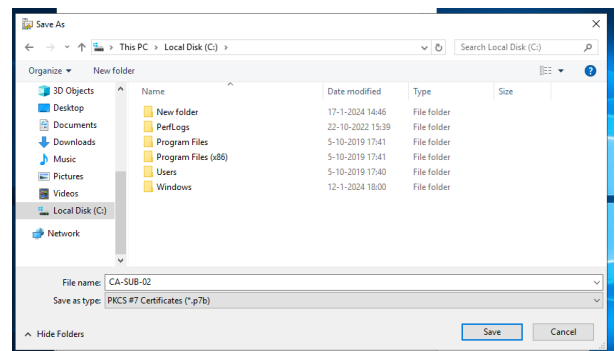 Save As
This PC > Local Disk (C:) >
Search Local Disk (C:)
Organize New folder
3D Objects
Desktop
Documents
Downloads
Music
Pictures
Videos
Local Disk (C:)
Network
Name Date modified Type Size
New folder 17-1-2024 14:46 File folder
PerfLogs 22-10-2022 15:39 File folder
Program Files 5-10-2019 17:41 File folder
Program Files (x86) 5-10-2019 17:41 File folder
Users 5-10-2019 17:40 File folder
Windows 12-1-2024 18:00 File folder
File name: CA-SUB-02
Save as type: PKCS #7 Certificates (*.p7b)
Hide Folders
Save Cancel